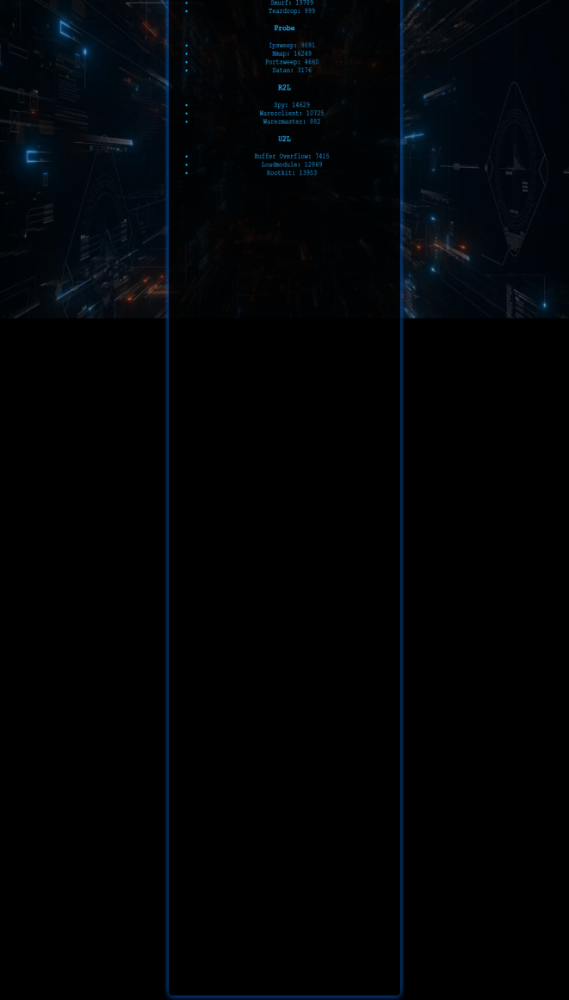 Smurf: 19789
Teardrop: 999
Probe
Ipsweep: 9091
Nmap: 16249
Portsweep: 4660
Satan: 3176
R2L
Spy: 14629
Warezclient: 10725
Warezmaster: 882
U2L
Buffer Overflow: 7415
Loadmodule: 12869
Rootkit: 13953